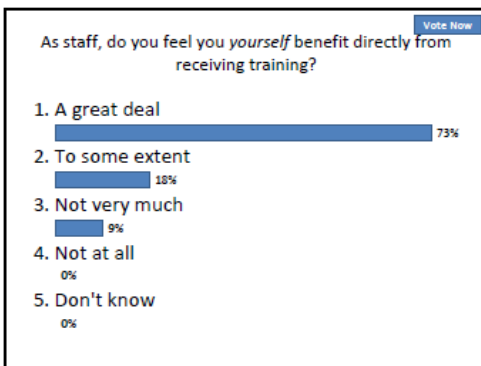 Vote Now
As staff, do you feel you yourself benefit directly from
receiving training?
1. A great deal
73%
2. To some extent
18%
3. Not very much
9%
4. Not at all
0%
5. Don't know
0%